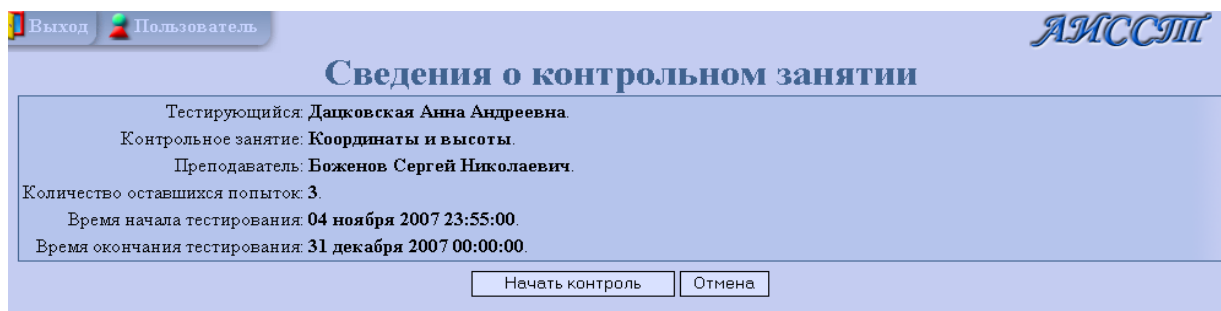 Выход Пользователь АИССТ
Сведения о контрольном занятии
Тестирующийся: Дацковская Анна Андреевна.
Контрольное занятие: Координаты и высоты.
Преподаватель: Боженов Сергей Николаевич.
Количество оставшихся попыток: 3.
Время начала тестирования: 04 ноября 2007 23:55:00.
Время окончания тестирования: 31 декабря 2007 00:00:00.
Начать контроль Отмена